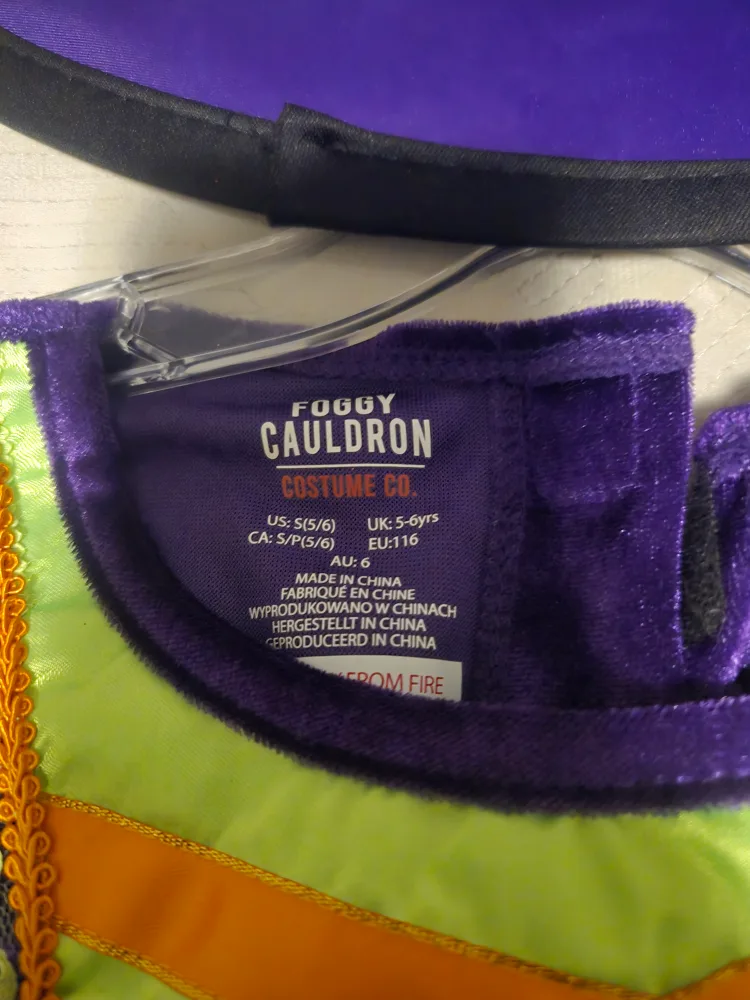 FOGGY
CAULDRON
COSTUME CO.
US: S(5/6) UK: 5-6yrs
CA: S/P(5/6) EU:116
AU: 6
MADE IN CHINA
FABRIQUÉ EN CHINE
WYPRODUKOWANO W CHINACH
HERGESTELLT IN CHINA
GEPRODUCEERD IN CHINA
FROM FIRE